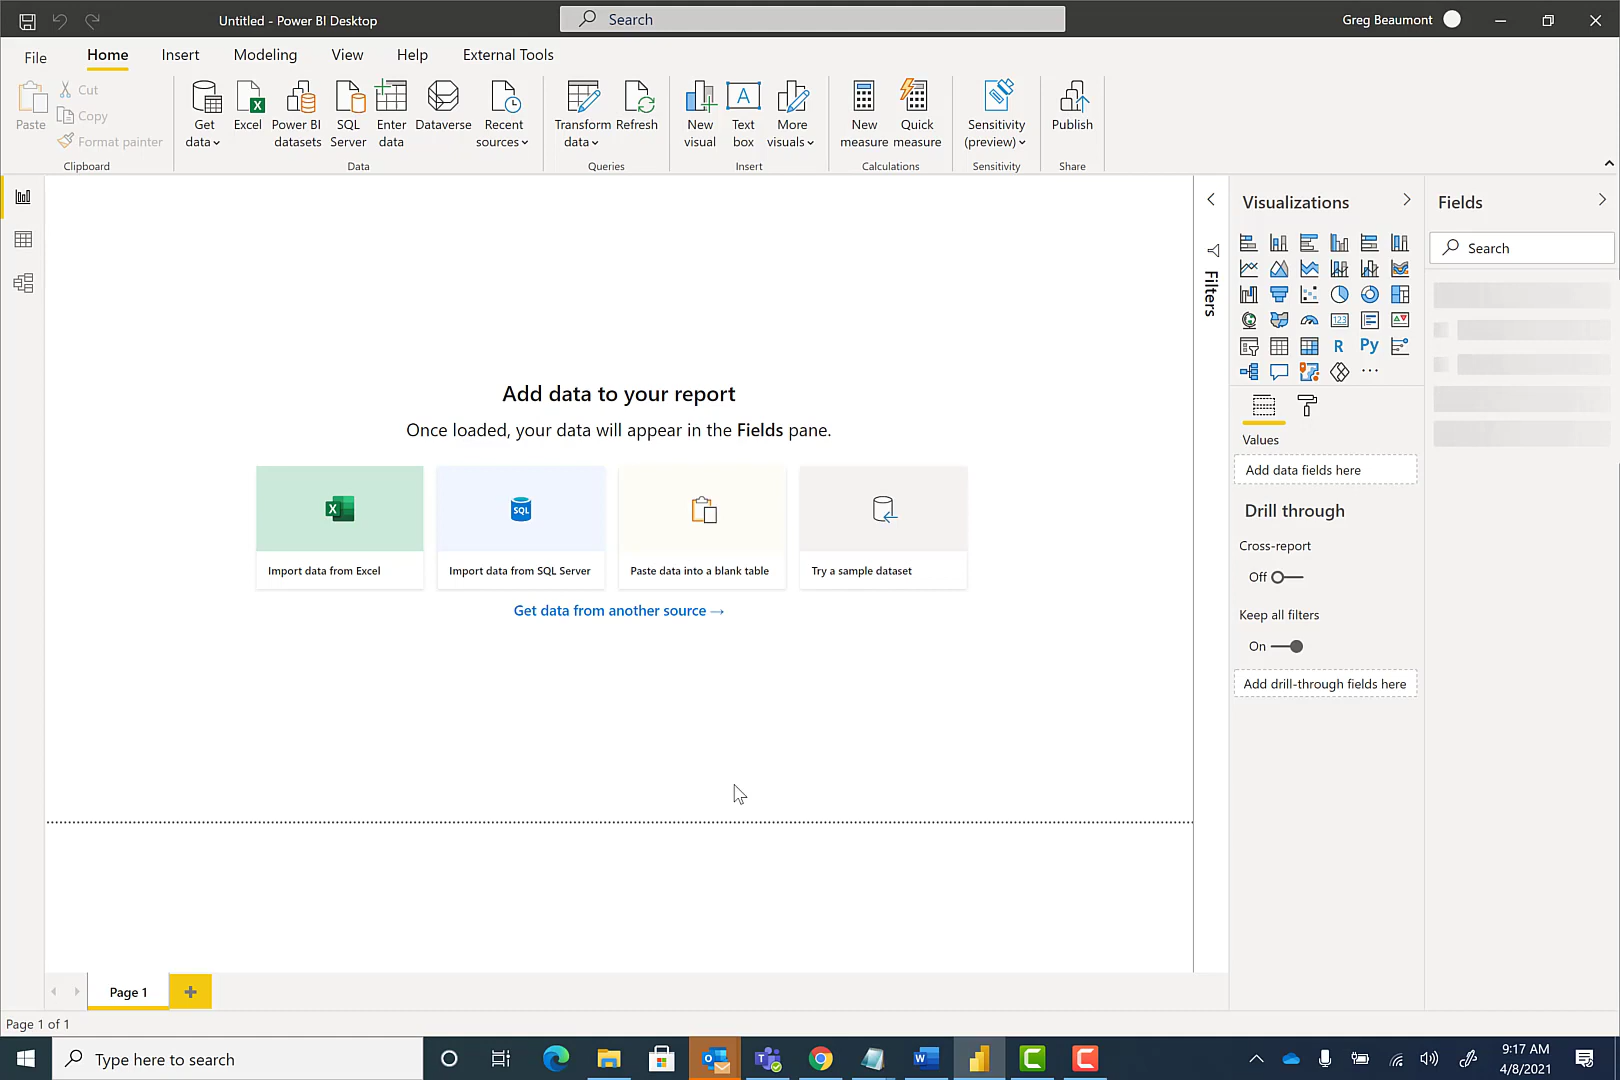 Untitled - Power BI Desktop
Search
Greg Beaumont
File
Home
Insert
Modeling
View
Help
External Tools
Paste
Cut
Copy
Format painter
Clipboard
Get data
Excel
Power BI datasets
SQL Server
Enter data
Dataverse
Recent sources
Data
Transform data
Refresh
Queries
New visual
A
Text box
More visuals
Insert
New measure
Quick measure
Calculations
Sensitivity (preview)
Sensitivity
Publish
Share
Filters
Visualizations
123
R
Py
Values
Add data fields here
Drill through
Cross-report
Off
Keep all filters
On
Add drill-through fields here
Fields
Search
Add data to your report
Once loaded, your data will appear in the Fields pane.
X
SQL
Import data from Excel
Import data from SQL Server
Paste data into a blank table
Try a sample dataset
Get data from another source →
Page 1
+
Page 1 of 1
Type here to search
9:17 AM
4/8/2021